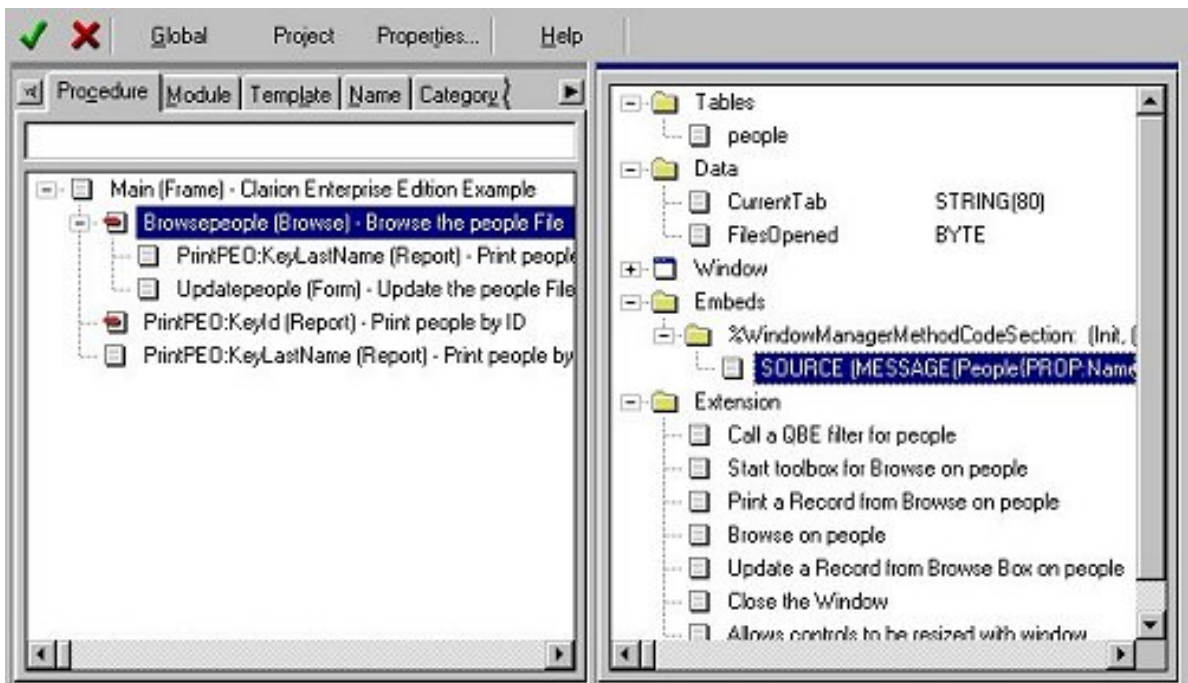 Global Project Properties... Help
Procedure Module Template Name Category
Main (Frame) - Clarion Enterprise Edition Example
Browsepeople (Browse) - Browse the people File
PrintPEO:KeyLastName (Report) - Print people
Updatepeople (Form) - Update the people File
PrintPEO:KeyId (Report) - Print people by ID
PrintPEO:KeyLastName (Report) - Print people by
Tables
people
Data
CurrentTab STRING(80)
FilesOpened BYTE
Window
Embeds
%WindowManagerMethodCodeSection: (Init, (
SOURCE (MESSAGE(People{PROP:Name
Extension
Call a QBE filter for people
Start toolbox for Browse on people
Print a Record from Browse on people
Browse on people
Update a Record from Browse Box on people
Close the Window
Allows controls to be resized with window